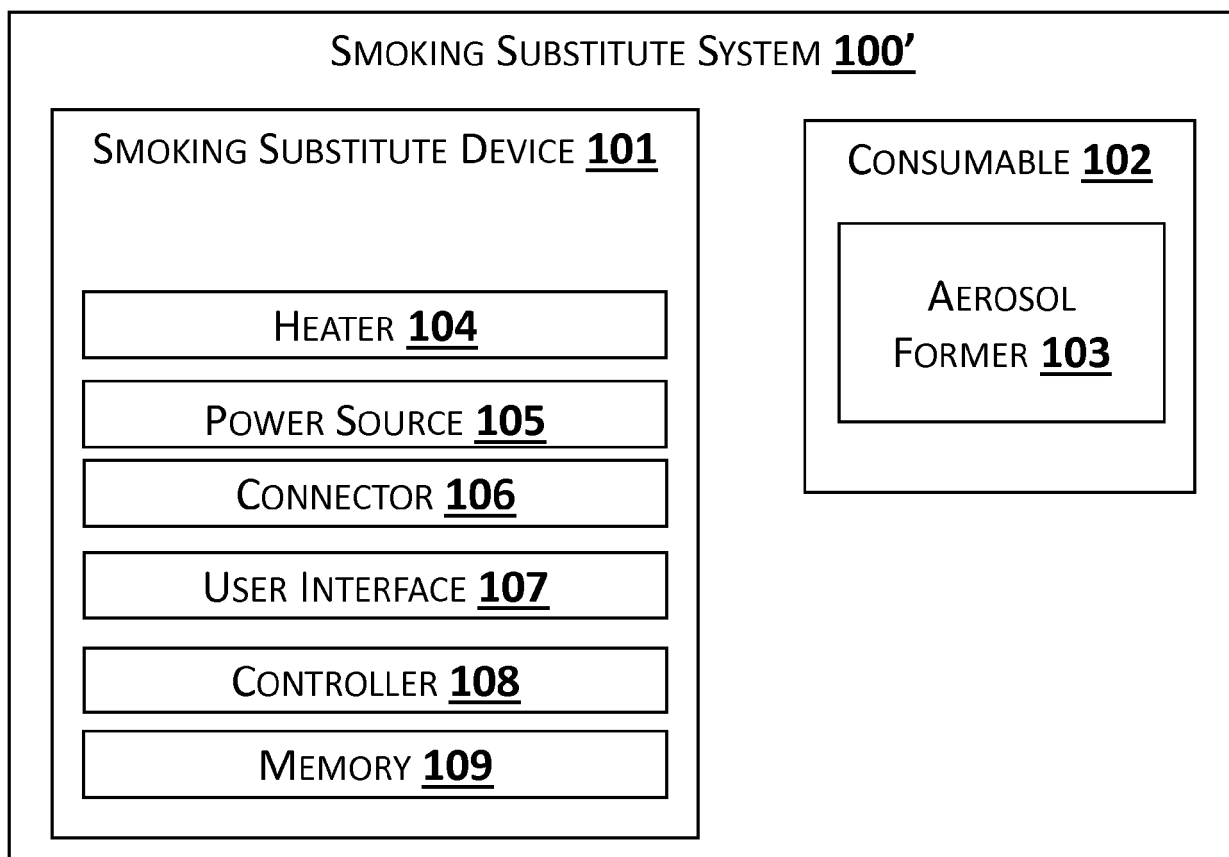 SMOKING SUBSTITUTE SYSTEM 100'
SMOKING SUBSTITUTE DEVICE 101
HEATER 104
POWER SOURCE 105
CONNECTOR 106
USER INTERFACE 107
CONTROLLER 108
MEMORY 109
CONSUMABLE 102
AEROSOL
FORMER 103